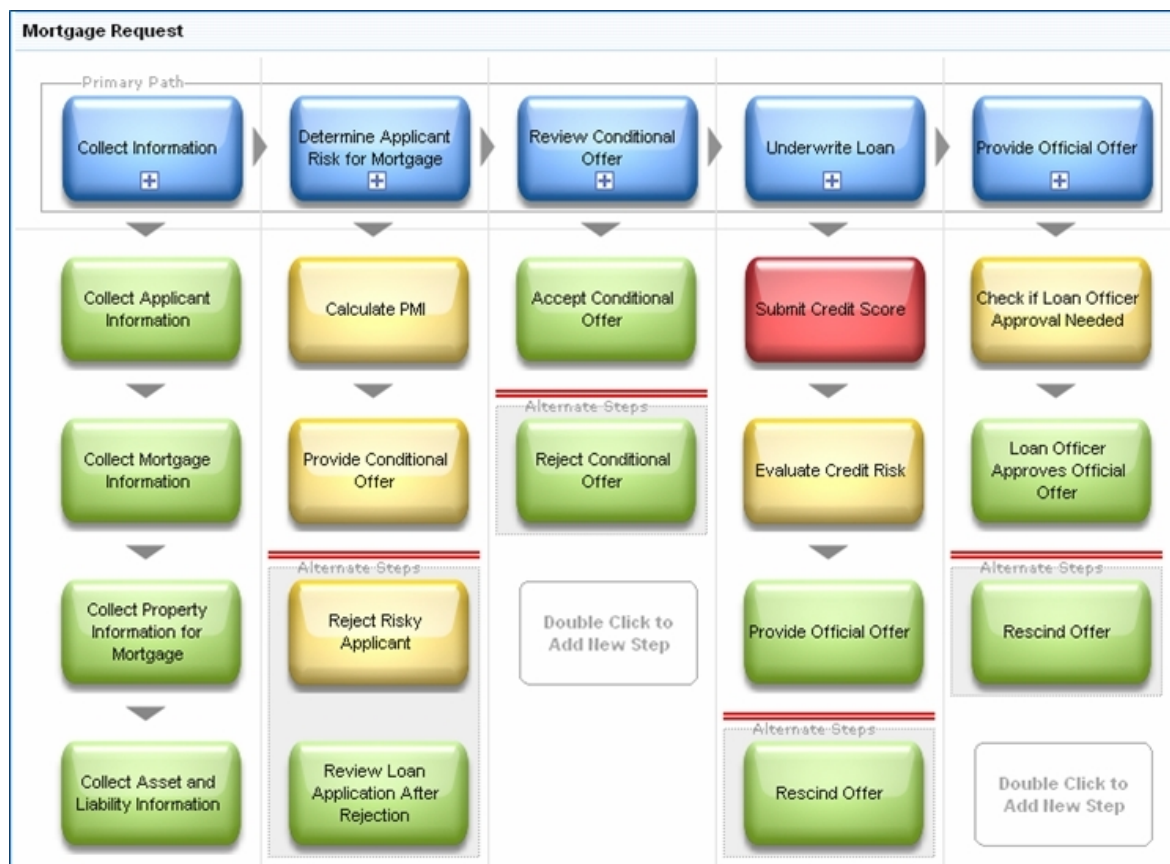 Mortgage Request
Primary Path
Collect Information
Determine Applicant
Risk for Mortgage
Review Conditional
Offer
Underwrite Loan
Provide Official Offer
Collect Applicant
Information
Calculate PMI
Accept Conditional
Offer
Submit Credit Score
Check if Loan Officer
Approval Needed
Alternate Steps
Collect Mortgage
Information
Provide Conditional
Offer
Reject Conditional
Offer
Evaluate Credit Risk
Loan Officer
Approves Official
Offer
Alternate Steps
Alternate Steps
Collect Property
Information for
Mortgage
Reject Risky
Applicant
Double Click to
Add New Step
Provide Official Offer
Rescind Offer
Alternate Steps
Collect Asset and
Liability Information
Review Loan
Application After
Rejection
Rescind Offer
Double Click to
Add New Step